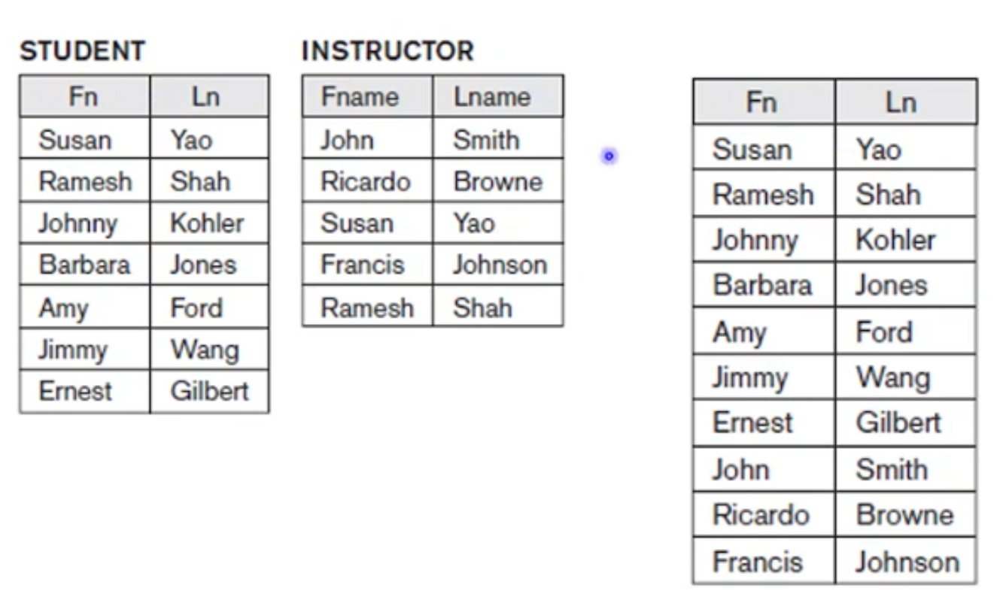 STUDENT
Fn Ln
Susan Yao
Ramesh Shah
Johnny Kohler
Barbara Jones
Amy Ford
Jimmy Wang
Ernest Gilbert
INSTRUCTOR
Fname Lname
John Smith
Ricardo Browne
Susan Yao
Francis Johnson
Ramesh Shah
Fn Ln
Susan Yao
Ramesh Shah
Johnny Kohler
Barbara Jones
Amy Ford
Jimmy Wang
Ernest Gilbert
John Smith
Ricardo Browne
Francis Johnson